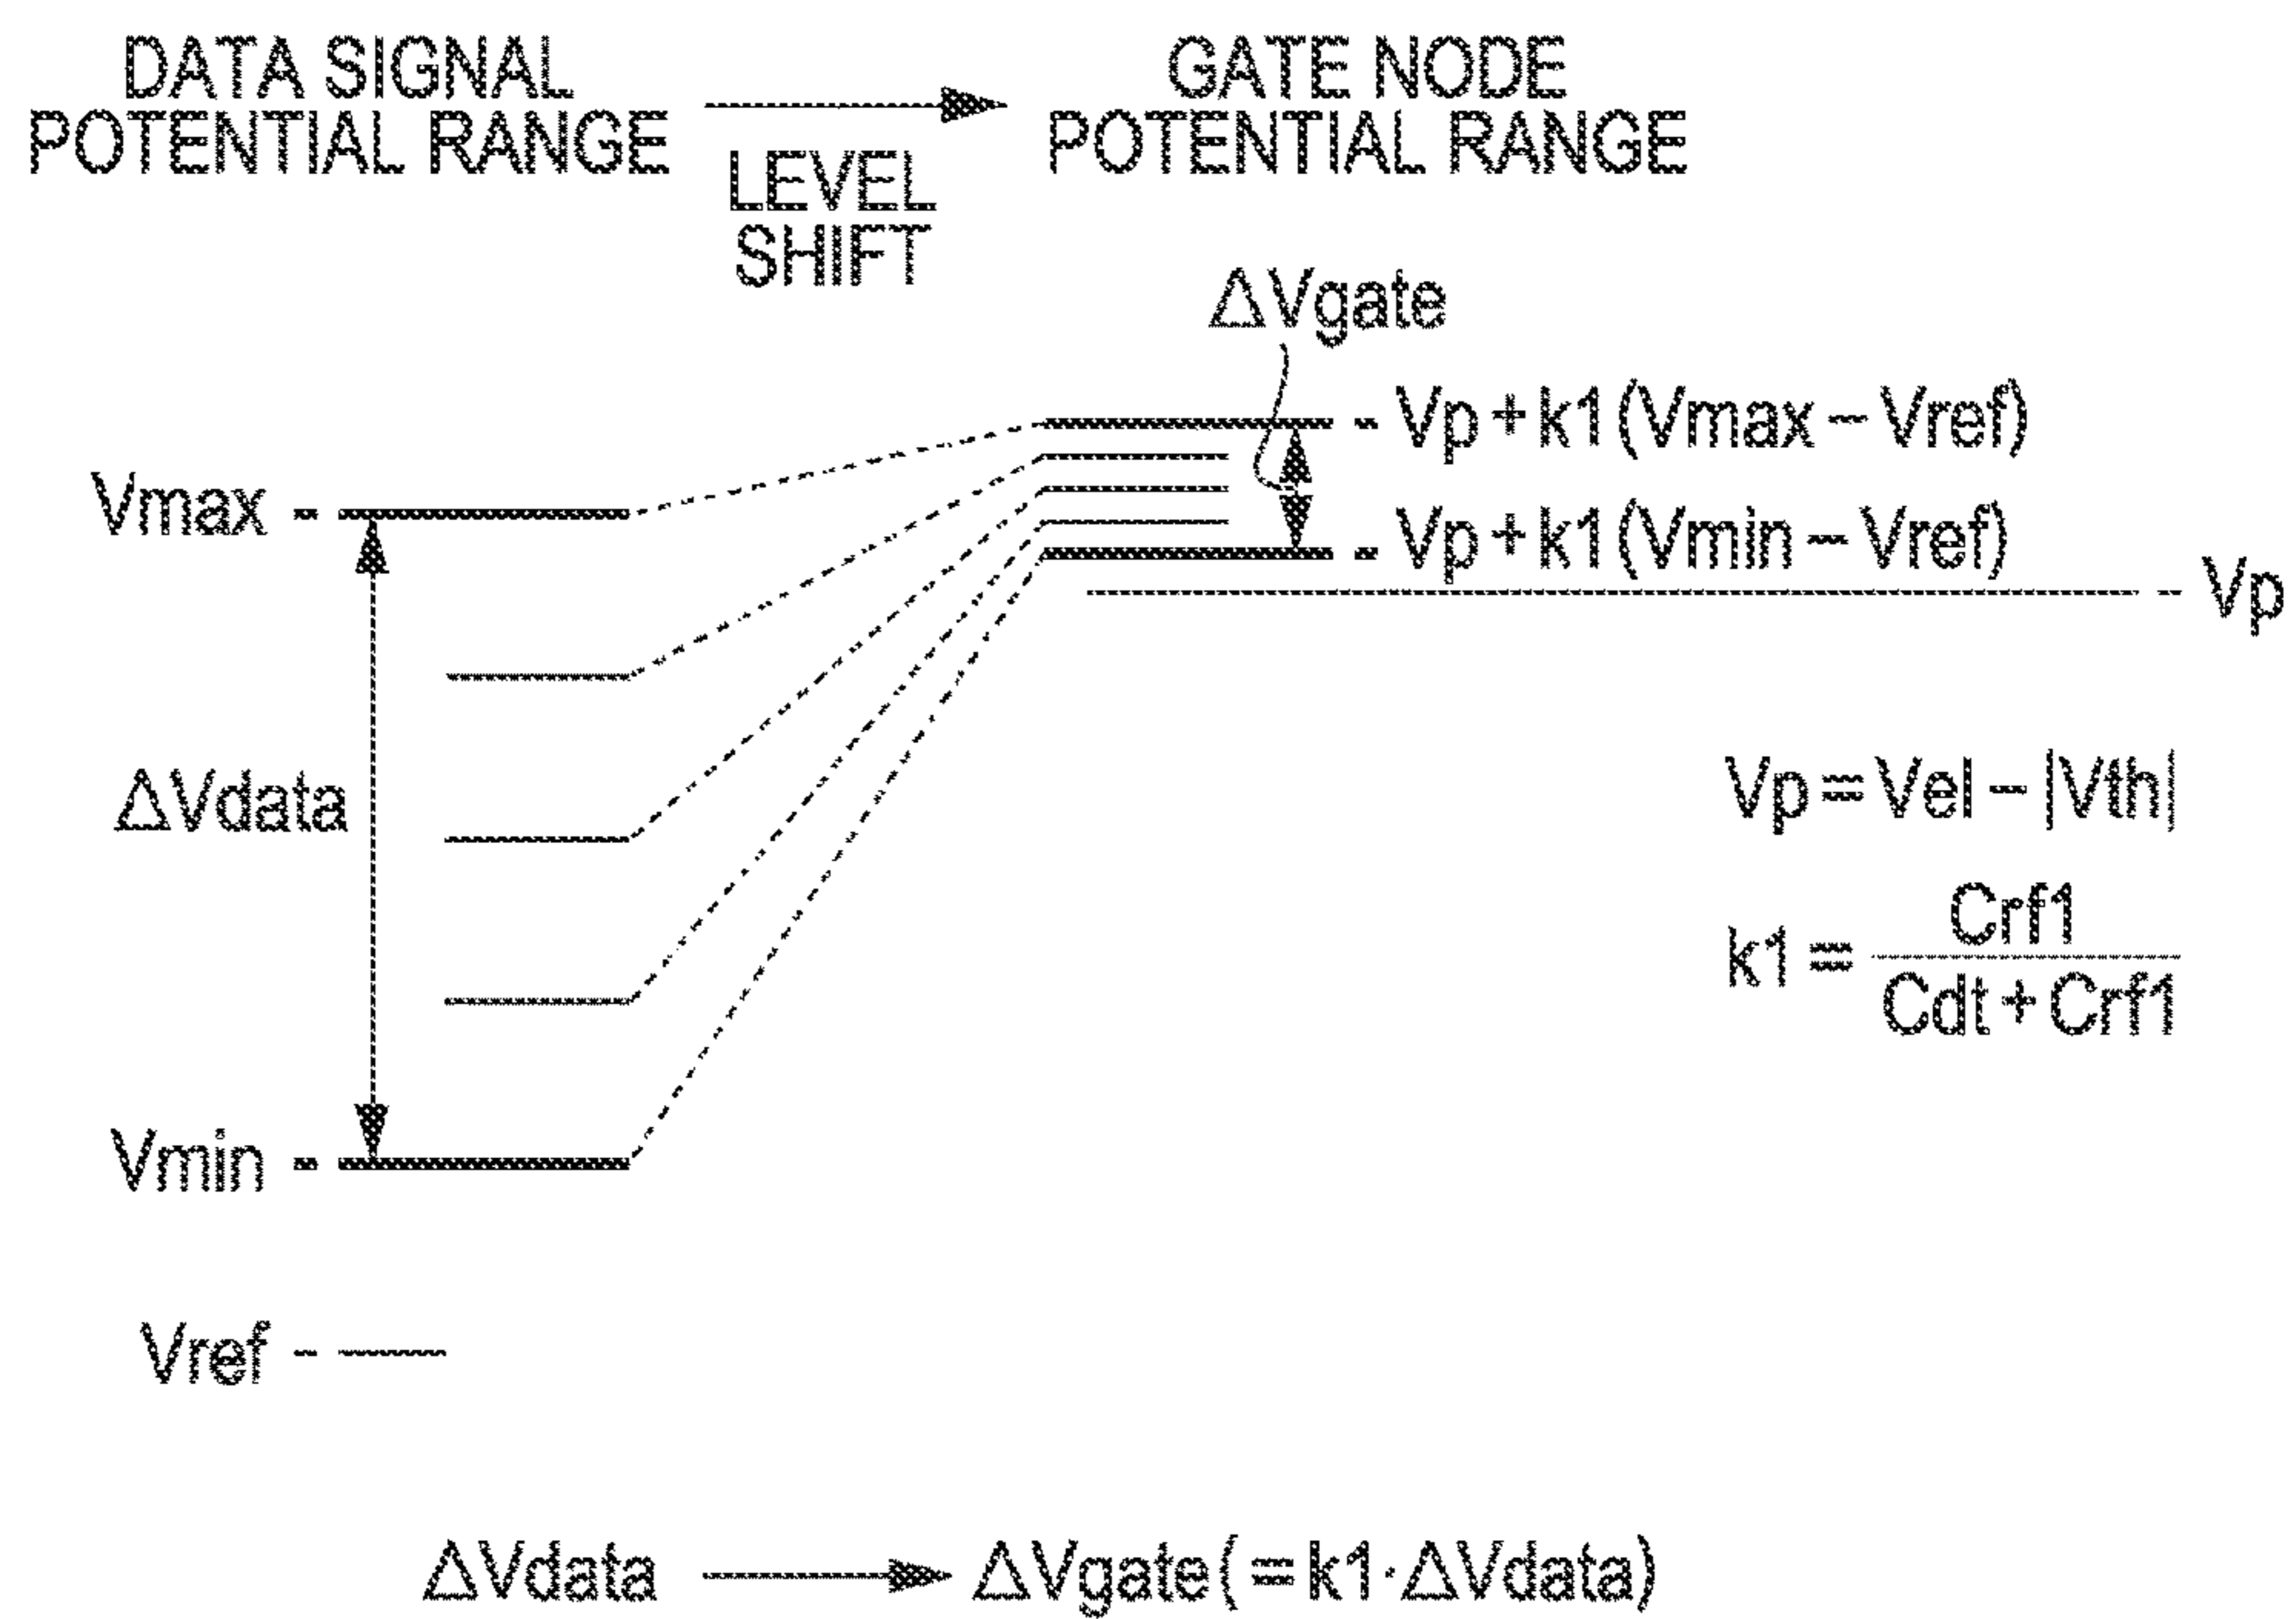 DATA SIGNAL
POTENTIAL RANGE
LEVEL
SHIFT
GATE NODE
POTENTIAL RANGE
ΔVgate
Vp + k1 (Vmax – Vref)
Vmax
Vp + k1 (Vmin – Vref)
Vp
ΔVdata
Vp = Vel – |Vth|
k1 = Crf1
Cdt + Crf1
Vmin
Vref
ΔVdata → ΔVgate( = k1·ΔVdata)